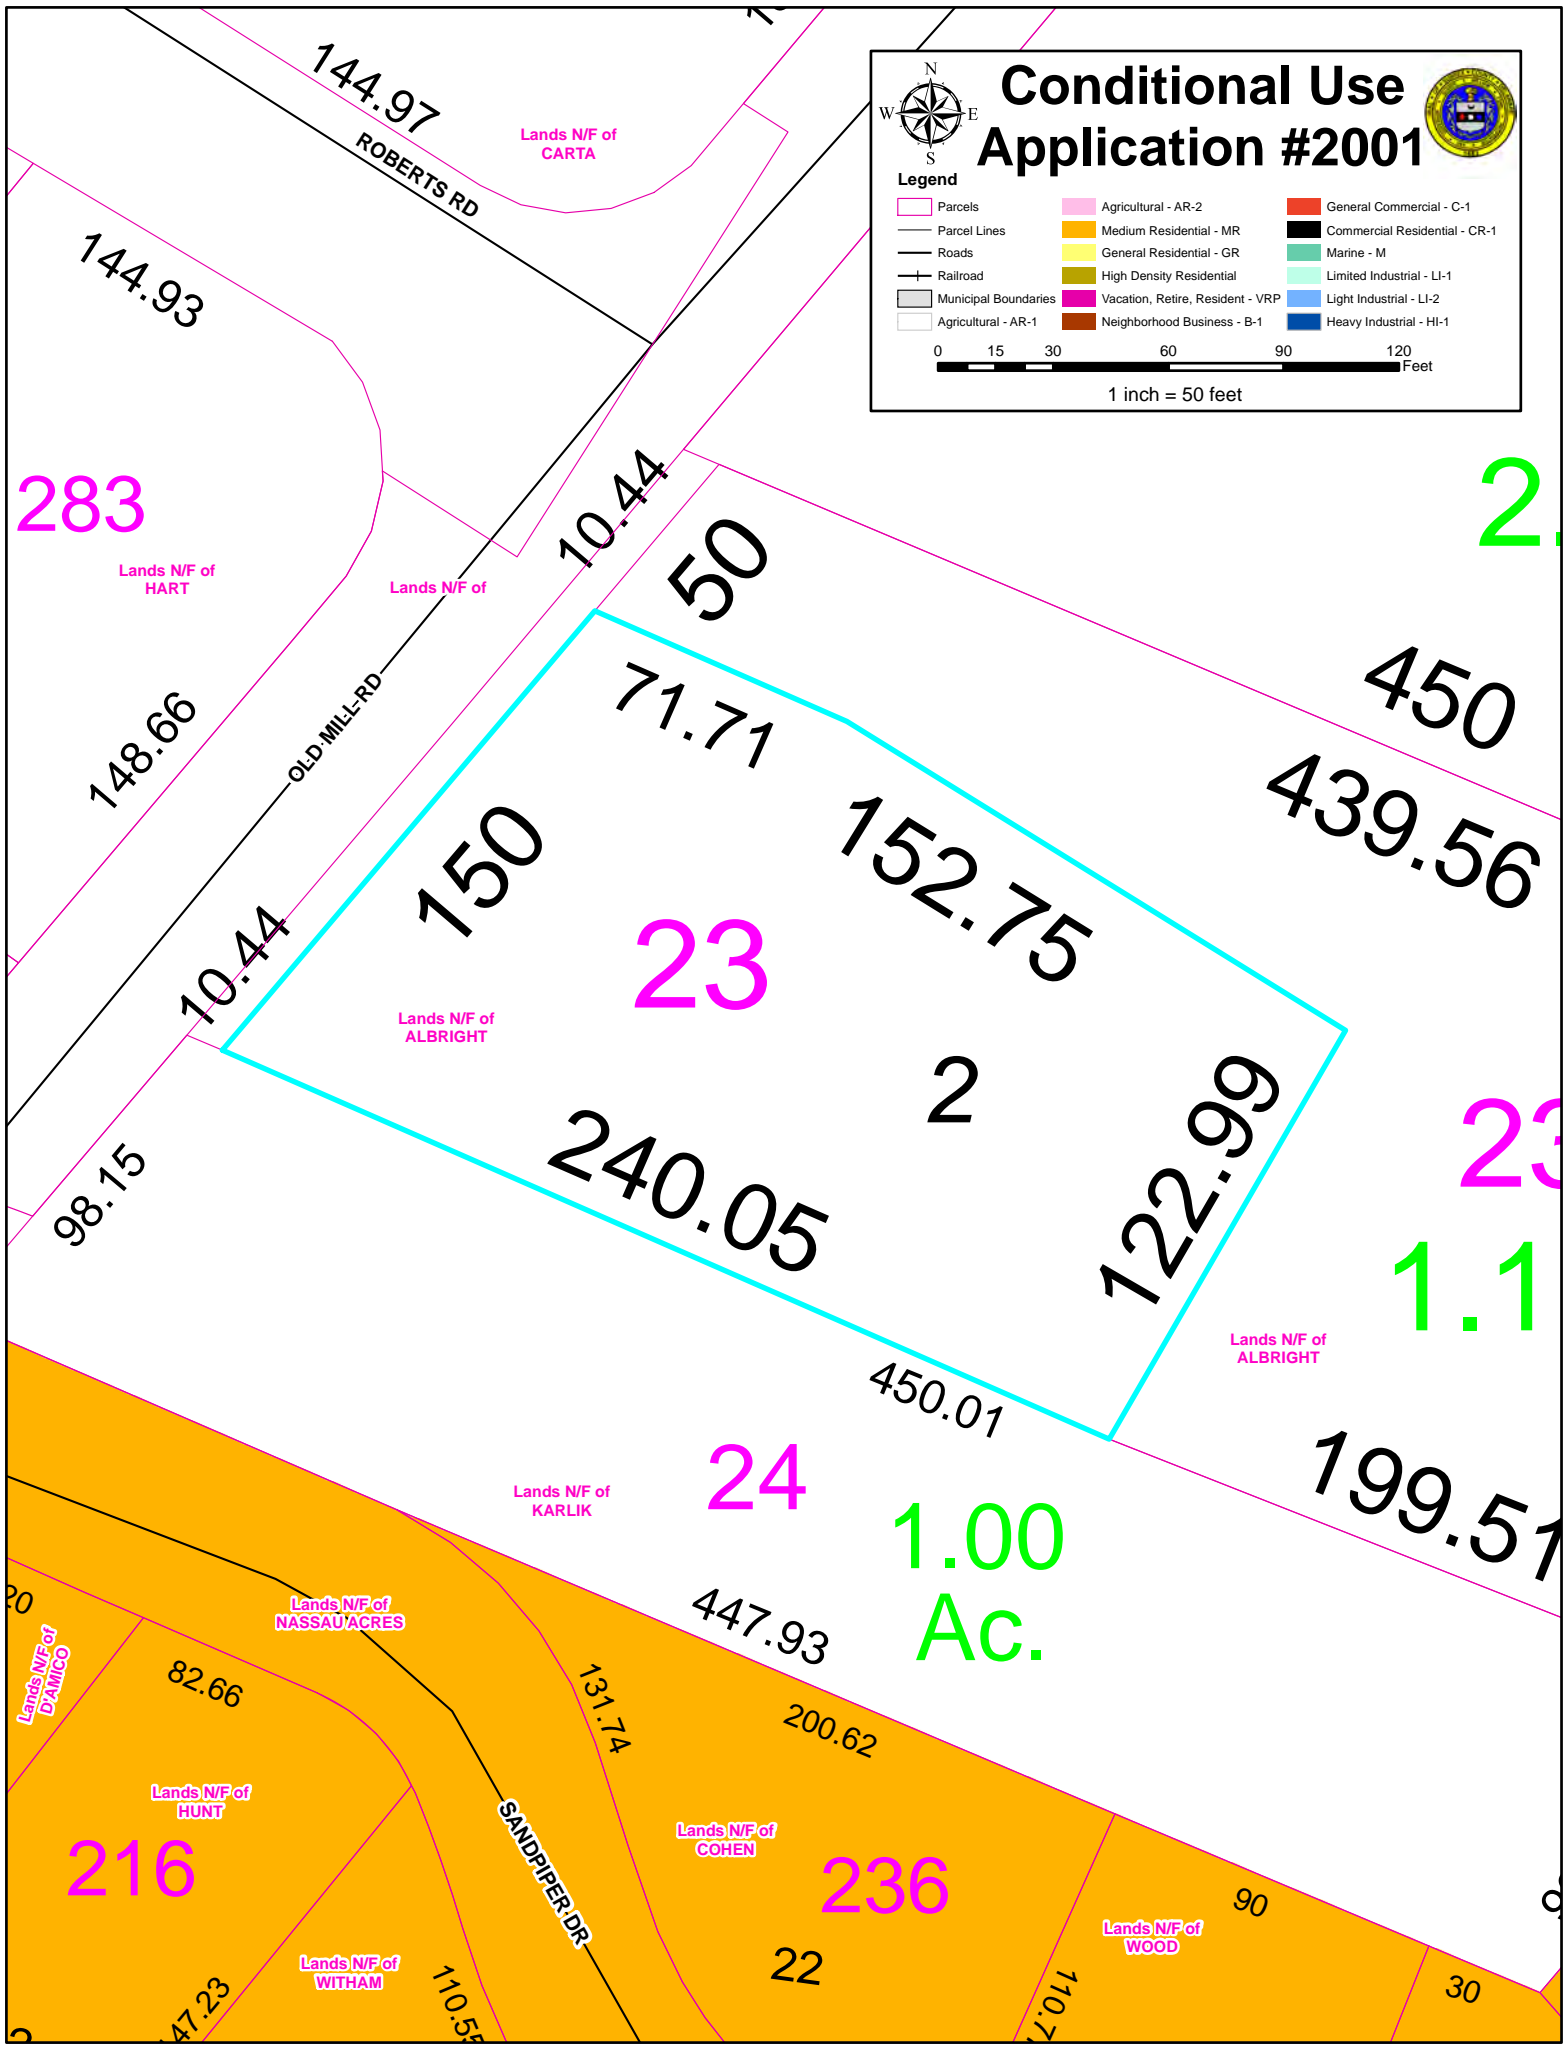 144.97
ROBERTS RD
Lands N/F of
CARTA
N
W
E
S
Conditional Use
Application #2001
Legend
Parcels
Parcel Lines
Roads
Railroad
Municipal Boundaries
Agricultural - AR-1
Agricultural - AR-2
Medium Residential - MR
General Residential - GR
High Density Residential
Vacation, Retire, Resident - VRP
Neighborhood Business - B-1
General Commercial - C-1
Commercial Residential - CR-1
Marine - M
Limited Industrial - LI-1
Light Industrial - LI-2
Heavy Industrial - HI-1
0 15 30 60 90 120
Feet
1 inch = 50 feet
144.93
283
Lands N/F of
HART
Lands N/F of
10.44
50
2.
450
439.56
71.71
148.66
OLD MILL RD
150
152.75
23
10.44
Lands N/F of
ALBRIGHT
2
122.99
240.05
98.15
23
1.1
Lands N/F of
ALBRIGHT
450.01
199.51
24
Lands N/F of
KARLIK
1.00
Ac.
447.93
20
Lands N/F of
NASSAU ACRES
Lands N/F of
D'AMICO
82.66
131.74
200.62
Lands N/F of
HUNT
216
SANDPIPER DR
Lands N/F of
COHEN
236
22
90
Lands N/F of
WOOD
Lands N/F of
WITHAM
110.55
47.23
110.7
30